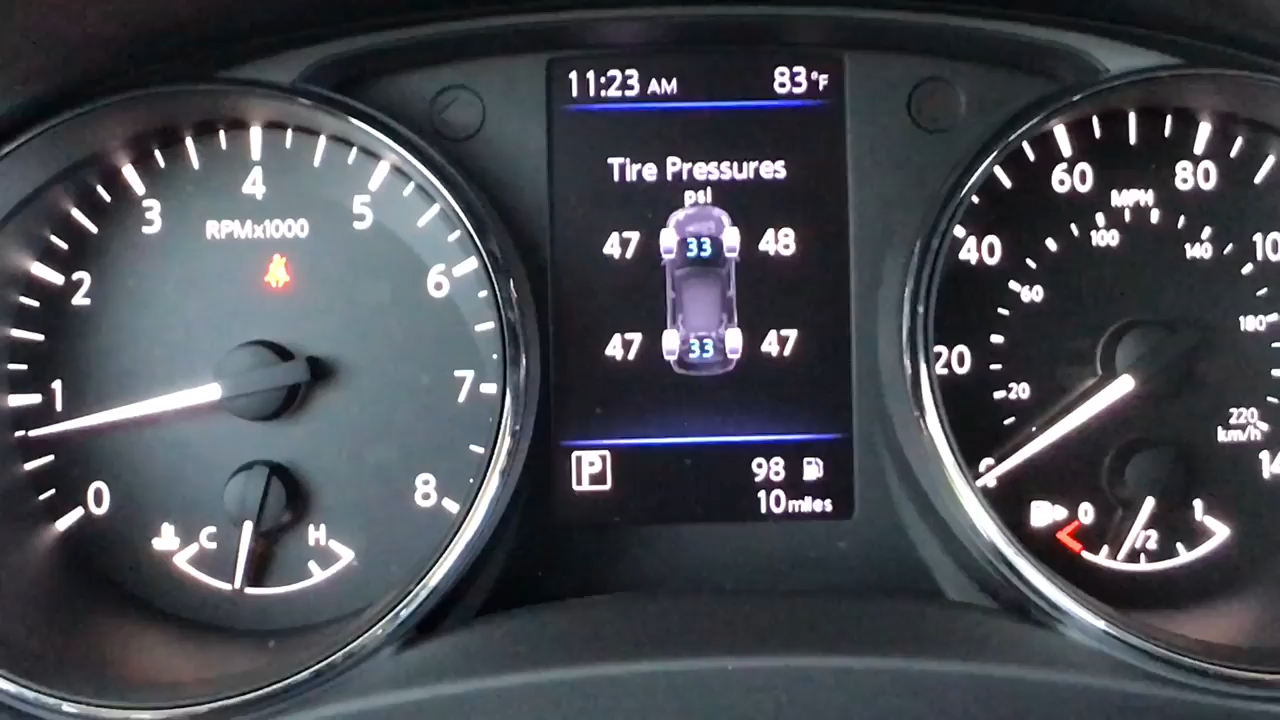 11:23 AM 83°F
Tire Pressures
psi
47 33 48
47 33 47
P 98
10 miles
0 1 2 3 4 5 6 7 8
RPMx1000
C H
20 40 60 80 10
MPH
20 60 100 140 180 220
km/h
14
0 1/2 1